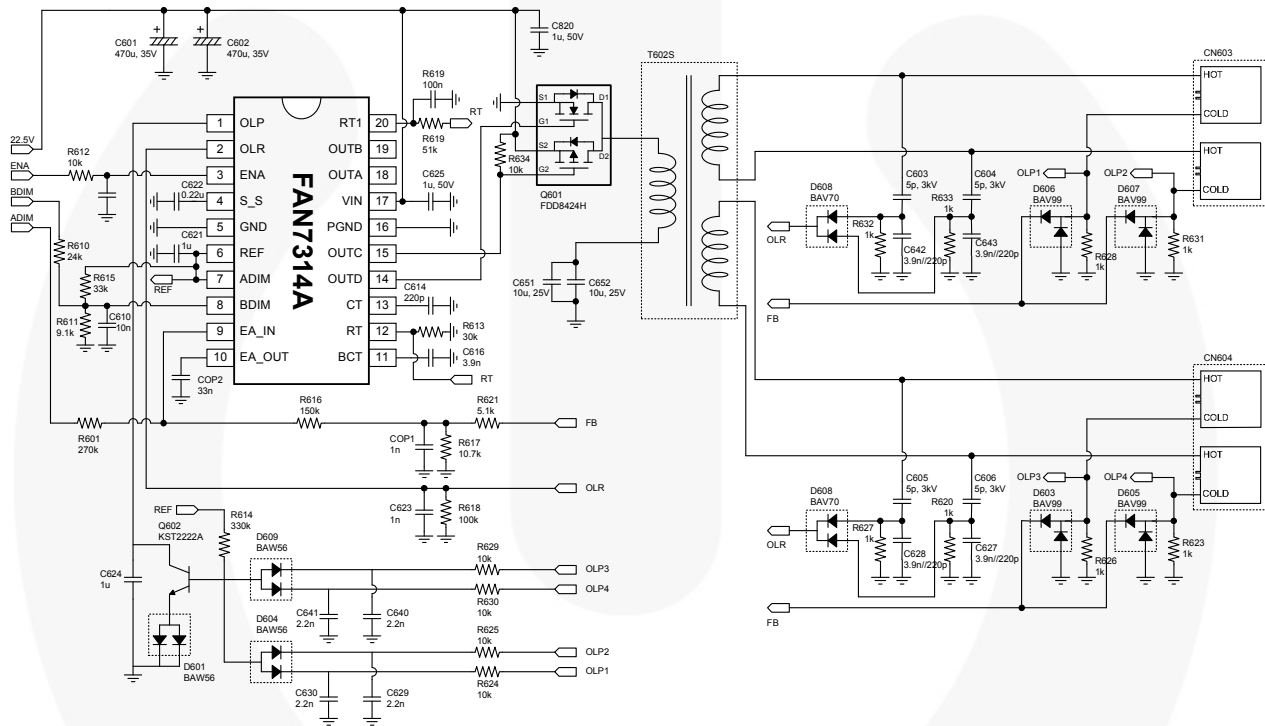 C601
470u, 35V
C602
470u, 35V
C820
1u, 50V
T602S
CN603
HOT
COLD
HOT
COLD
22.5V
ENA
BDIM
ADIM
R612
10k
C622
0.22u
C621
1u
REF
R610
24k
R615
33k
R611
9.1k
C610
10n
COP2
33n
FAN7314A
1 OLP
2 OLR
3 ENA
4 S_S
5 GND
6 REF
7 ADIM
8 BDIM
9 EA_IN
10 EA_OUT
RT1 20
OUTB 19
OUTA 18
VIN 17
PGND 16
OUTC 15
OUTD 14
CT 13
RT 12
BCT 11
R619
100n
RT
R619
51k
C625
1u, 50V
R634
10k
S1
D1
G1
S2
D2
G2
Q601
FDD8424H
C614
220p
R613
30k
C616
3.9n
RT
C651
10u, 25V
C652
10u, 25V
C603
5p, 3kV
C604
5p, 3kV
D608
BAV70
R632
1k
R633
1k
C642
3.9n//220p
C643
3.9n//220p
OLR
FB
OLP1
D606
BAV99
R628
1k
OLP2
D607
BAV99
R631
1k
CN604
HOT
COLD
HOT
COLD
C605
5p, 3kV
C606
5p, 3kV
D608
BAV70
R627
1k
R620
1k
C628
3.9n//220p
C627
3.9n//220p
OLR
FB
OLP3
D603
BAV99
R626
1k
OLP4
D605
BAV99
R623
1k
R601
270k
R616
150k
R621
5.1k
FB
COP1
1n
R617
10.7k
OLR
C623
1n
R618
100k
REF
R614
330k
Q602
KST2222A
C624
1u
D601
BAW56
D609
BAW56
R629
10k
OLP3
OLP4
R630
10k
C641
2.2n
C640
2.2n
D604
BAW56
R625
10k
OLP2
OLP1
R624
10k
C630
2.2n
C629
2.2n